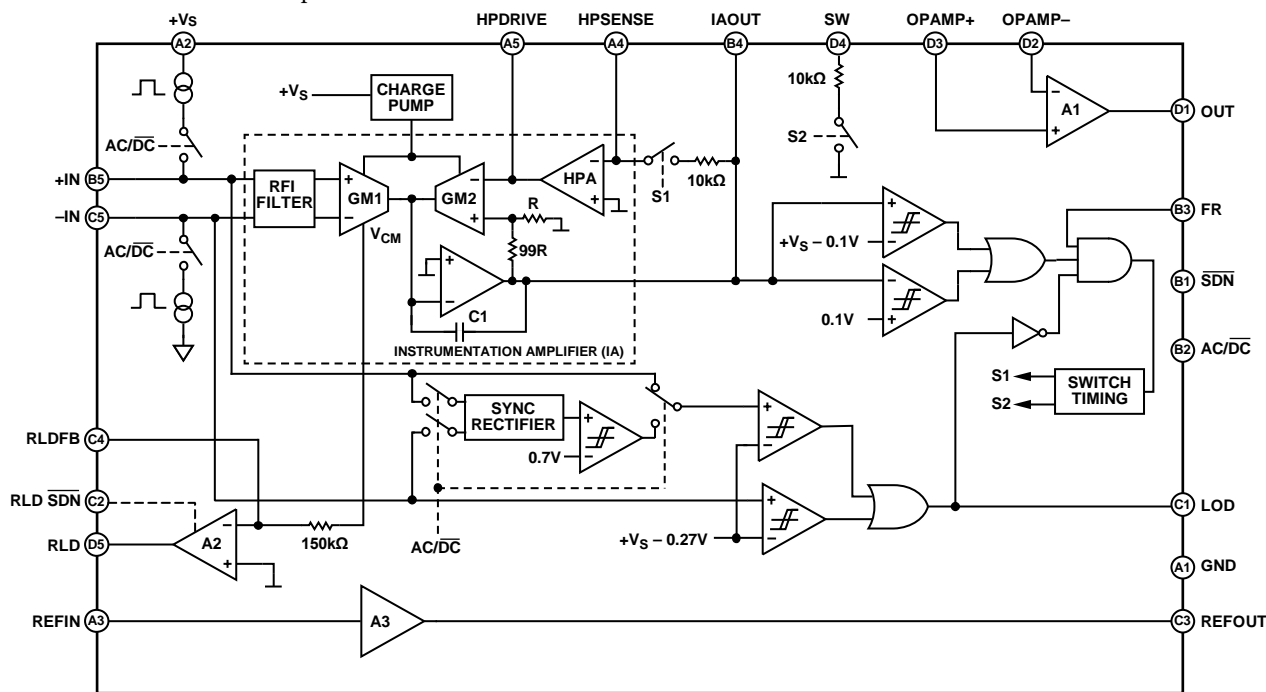 +VS
HPDRIVE
HPSENSE
IAOUT
SW
OPAMP+
OPAMP–
A2
A5
A4
B4
D4
D3
D2
10kΩ
+VS
CHARGE
PUMP
A1
D1
OUT
AC/DC
S2
+IN
B5
RFI
FILTER
GM1
GM2
HPA
S1
10kΩ
B3
FR
–IN
C5
VCM
R
99R
+VS – 0.1V
AC/DC
B1
SDN
0.1V
C1
INSTRUMENTATION AMPLIFIER (IA)
B2
AC/DC
S1
S2
SWITCH
TIMING
SYNC
RECTIFIER
RLDFB
C4
0.7V
RLD SDN
C2
C1
LOD
RLD
D5
A2
150kΩ
AC/DC
+VS – 0.27V
A1
GND
REFIN
A3
A3
C3
REFOUT